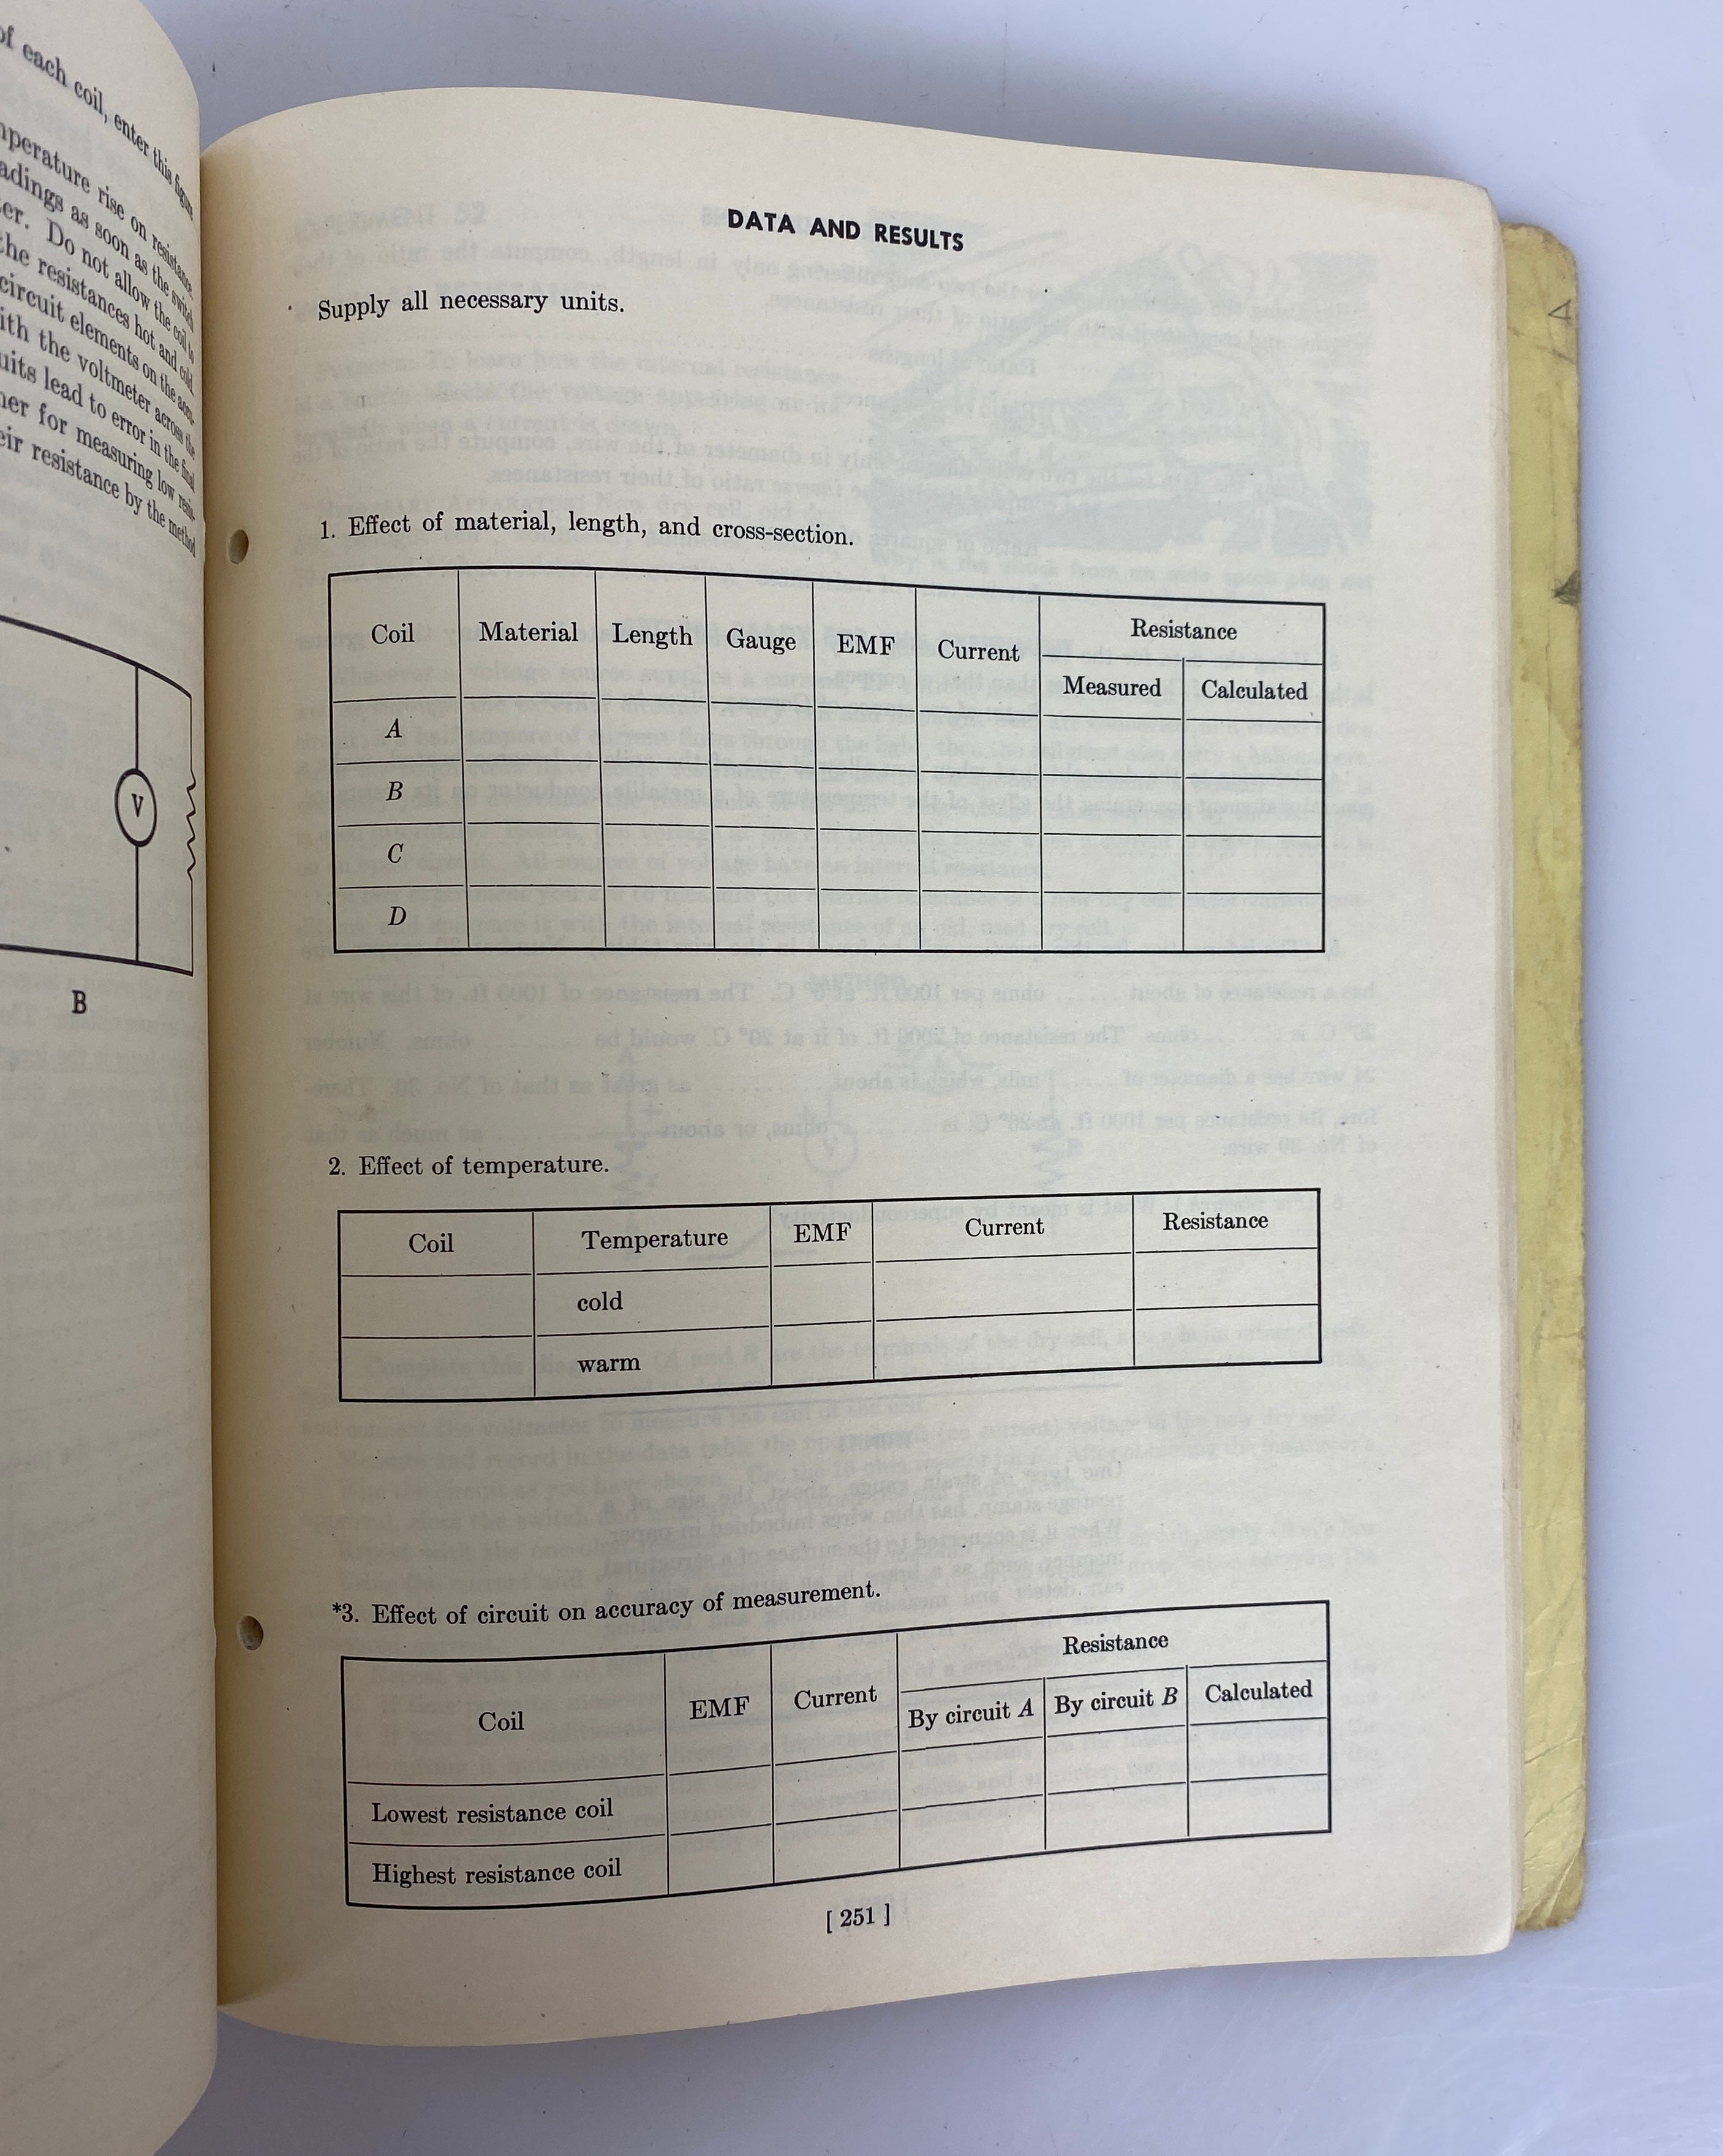 of each coil, enter this figure
perature rise on resistance.
adings as soon as the switch
er. Do not allow the coil to
the resistances hot and cold.
circuit elements on the
ith the voltmeter across the
uits lead to error in the final
her for measuring low
eir resistance by the method
V
B
DATA AND RESULTS
Supply all necessary units.
1. Effect of material, length, and cross-section.
Coil Material Length Gauge EMF Current Resistance
Measured Calculated
A
B
C
D
2. Effect of temperature.
Coil Temperature EMF Current Resistance
cold
warm
*3. Effect of circuit on accuracy of measurement.
Coil EMF Current Resistance
By circuit A By circuit B Calculated
Lowest resistance coil
Highest resistance coil
[ 251 ]